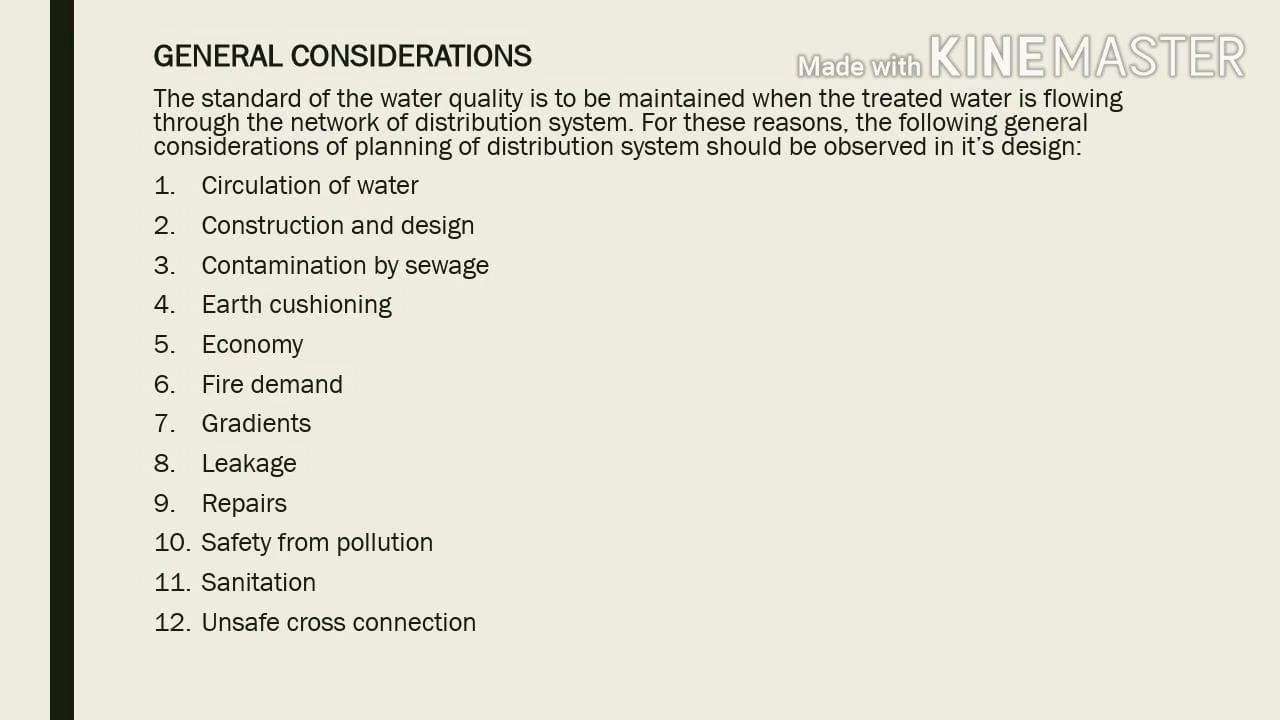 GENERAL CONSIDERATIONS
Made with KINEMASTER
The standard of the water quality is to be maintained when the treated water is flowing
through the network of distribution system. For these reasons, the following general
considerations of planning of distribution system should be observed in it's design:
1. Circulation of water
2. Construction and design
3. Contamination by sewage
4. Earth cushioning
5. Economy
6. Fire demand
7. Gradients
8. Leakage
9. Repairs
10. Safety from pollution
11. Sanitation
12. Unsafe cross connection